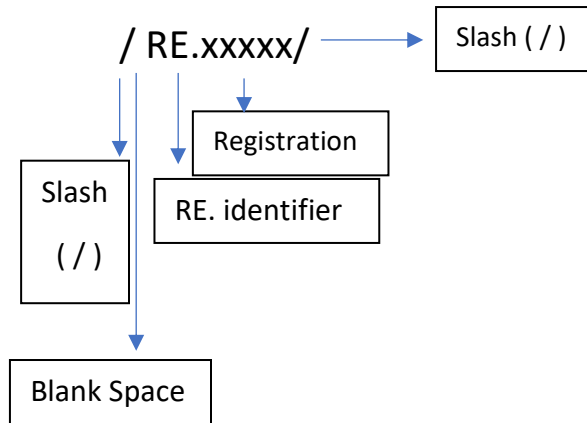 / RE.xxxxx/
Slash ( / )
Registration
Slash
( / )
RE. identifier
Blank Space